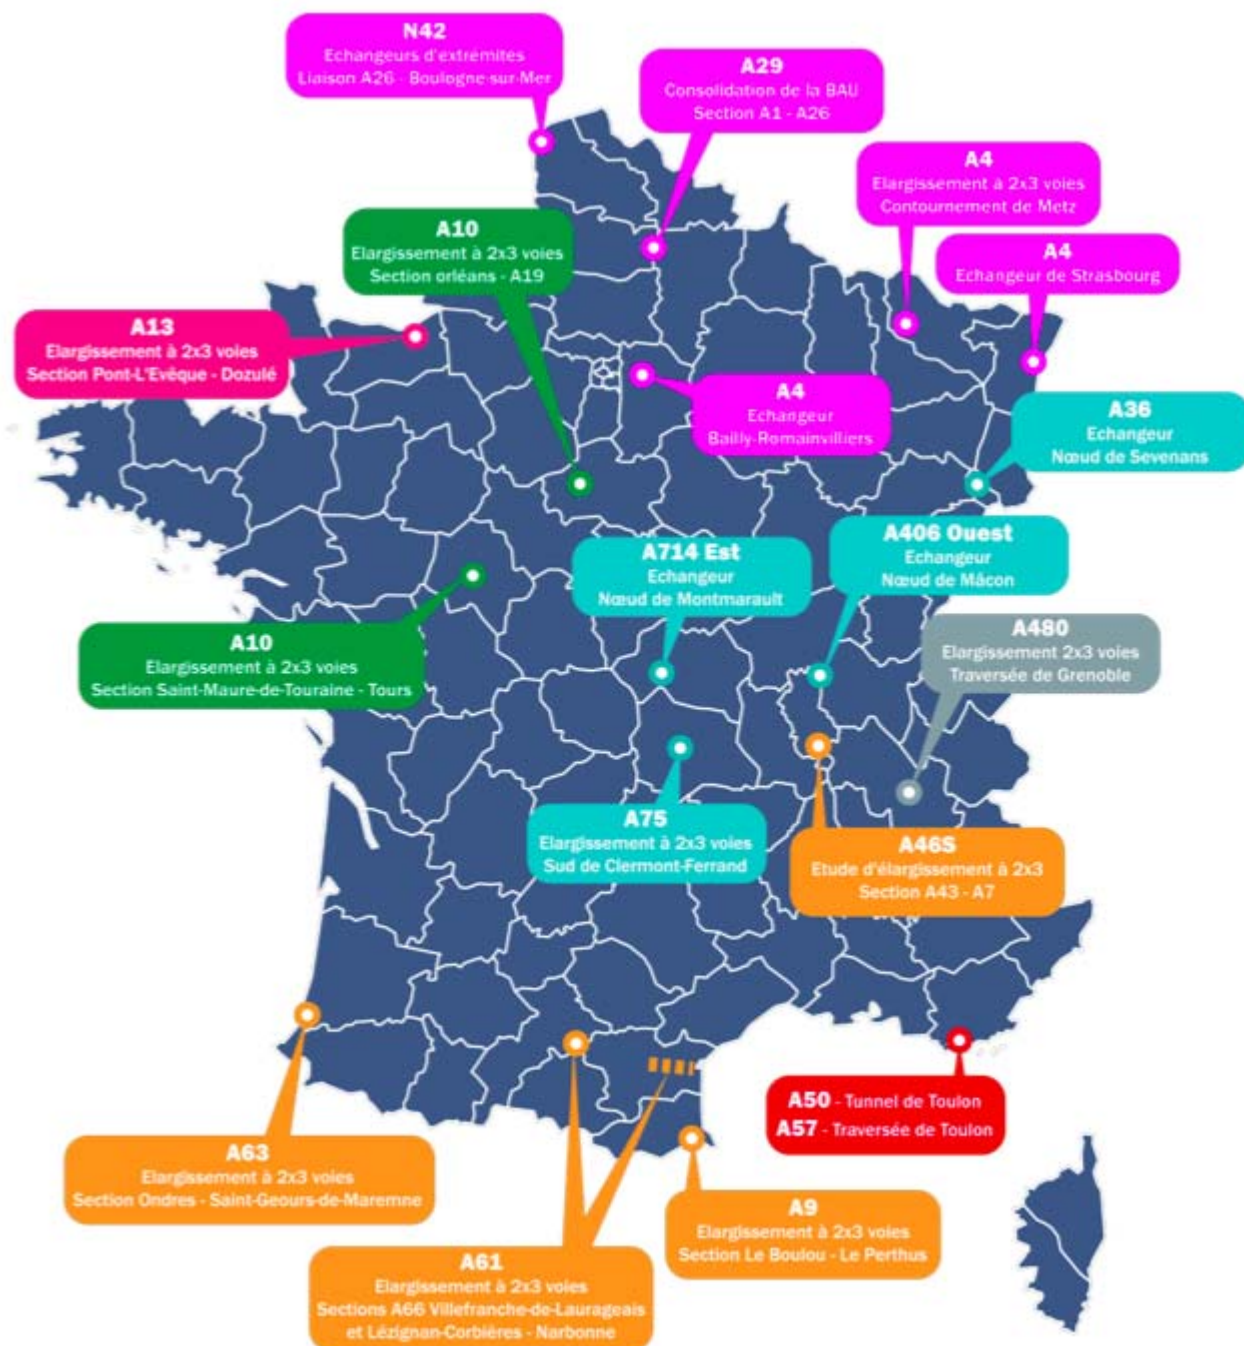 N42
Echangeurs d'extrémites
Liaison A26 - Boulogne-sur-Mer
A29
Consolidation de la BAU
Section A1 - A26
A4
Elargissement à 2x3 voies
Contournement de Metz
A10
Elargissement à 2x3 voies
Section orléans - A19
A4
Echangeur de Strasbourg
A13
Elargissement à 2x3 voies
Section Pont-L'Evêque - Dozulé
A4
Echangeur
Bailly-Romainvilliers
A36
Echangeur
Nœud de Sevenans
A714 Est
Echangeur
Nœud de Montmarault
A406 Ouest
Echangeur
Nœud de Mâcon
A10
Elargissement à 2x3 voies
Section Saint-Maure-de-Touraine - Tours
A480
Elargissement 2x3 voies
Traversée de Grenoble
A75
Elargissement à 2x3 voies
Sud de Clermont-Ferrand
A46S
Etude d'élargissement à 2x3
Section A43 - A7
A50 - Tunnel de Toulon
A57 - Traversée de Toulon
A63
Elargissement à 2x3 voies
Section Ondres - Saint-Geours-de-Maremne
A9
Elargissement à 2x3 voies
Section Le Boulou - Le Perthus
A61
Elargissement à 2x3 voies
Sections A66 Villefranche-de-Laurageais
et Lézignan-Corbières - Narbonne